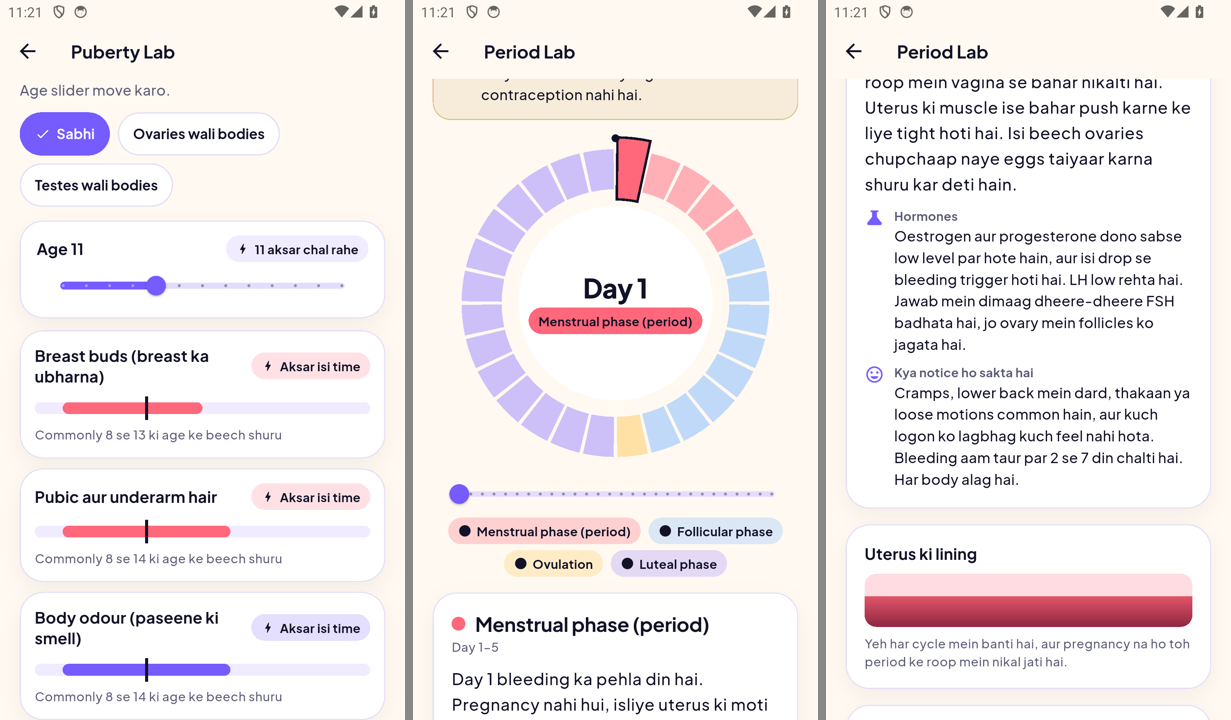 11:21
Puberty Lab
Age slider move karo.
Sabhi
Ovaries wali bodies
Testes wali bodies
Age 11
11 aksar chal rahe
Breast buds (breast ka
ubharna)
Aksar isi time
Commonly 8 se 13 ki age ke beech shuru
Pubic aur underarm hair
Aksar isi time
Commonly 8 se 14 ki age ke beech shuru
Body odour (paseene ki
smell)
Aksar isi time
Commonly 8 se 14 ki age ke beech shuru
11:21
Period Lab
contraception nahi hai.
Day 1
Menstrual phase (period)
Menstrual phase (period)
Follicular phase
Ovulation
Luteal phase
Menstrual phase (period)
Day 1–5
Day 1 bleeding ka pehla din hai.
Pregnancy nahi hui, isliye uterus ki moti
11:21
Period Lab
roop mein vagina se bahar nikalti hai.
Uterus ki muscle ise bahar push karne ke
liye tight hoti hai. Isi beech ovaries
chupchaap naye eggs taiyaar karna
shuru kar deti hain.
Hormones
Oestrogen aur progesterone dono sabse
low level par hote hain, aur isi drop se
bleeding trigger hoti hai. LH low rehta hai.
Jawab mein dimaag dheere-dheere FSH
badhata hai, jo ovary mein follicles ko
jagata hai.
Kya notice ho sakta hai
Cramps, lower back mein dard, thakaan ya
loose motions common hain, aur kuch
logon ko lagbhag kuch feel nahi hota.
Bleeding aam taur par 2 se 7 din chalti hai.
Har body alag hai.
Uterus ki lining
Yeh har cycle mein banti hai, aur pregnancy na ho toh
period ke roop mein nikal jati hai.